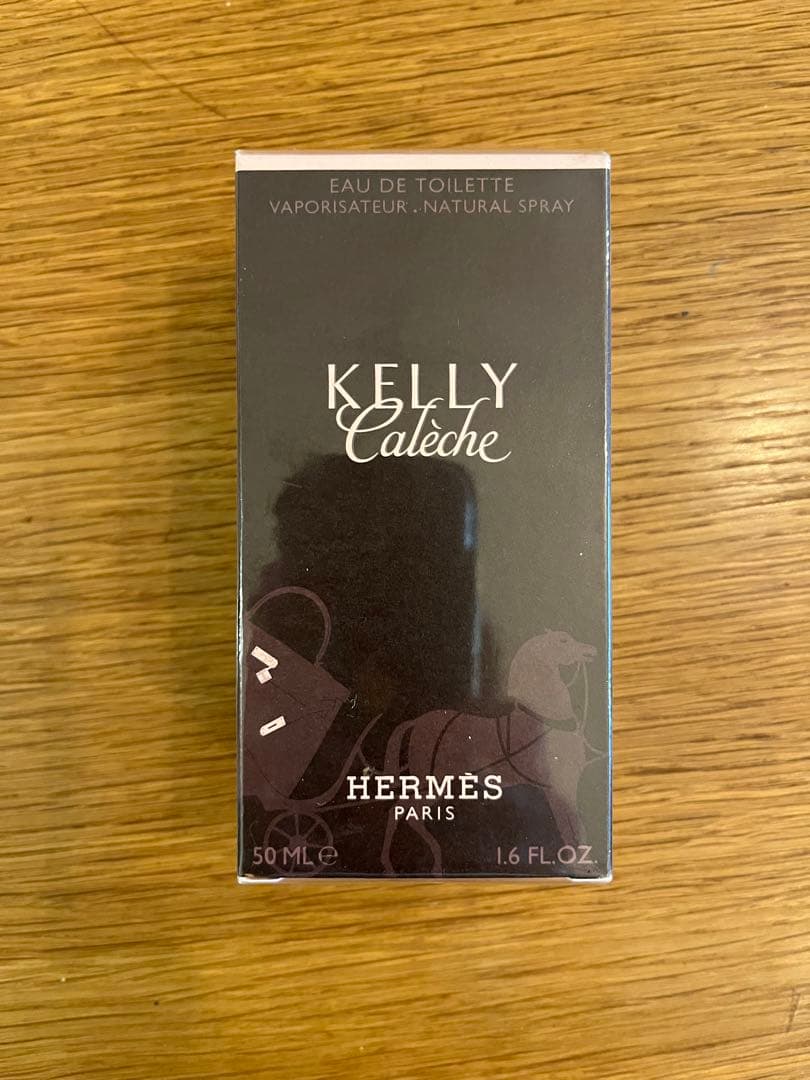 EAU DE TOILETTE
VAPORISATEUR . NATURAL SPRAY
KELLY
Calèche
HERMÈS
PARIS
50 ML ℮
1.6 FL.OZ.